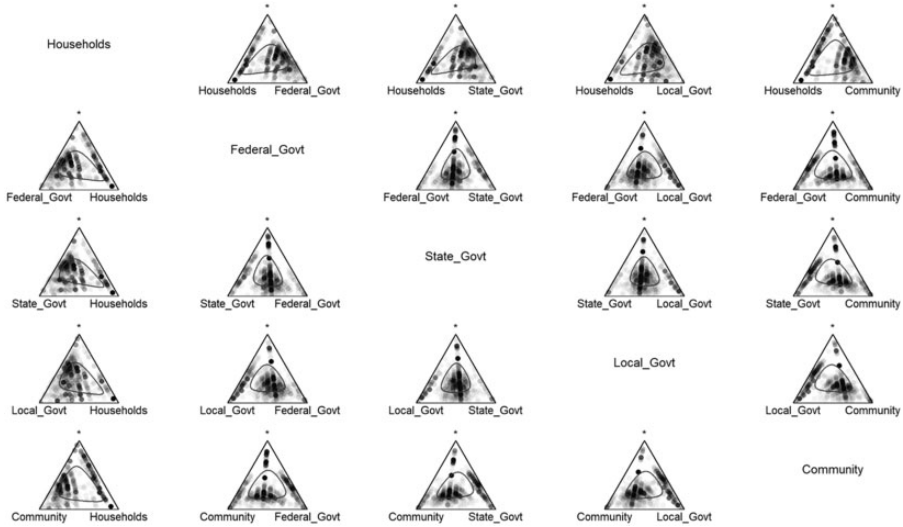 * * * *
Households
Households Federal_Govt Households State_Govt Households Local_Govt Households Community
* * * *
Federal_Govt
Federal_Govt Households Federal_Govt State_Govt Federal_Govt Local_Govt Federal_Govt Community
* * * *
State_Govt
State_Govt Households State_Govt Federal_Govt State_Govt Local_Govt State_Govt Community
* * * *
Local_Govt
Local_Govt Households Local_Govt Federal_Govt Local_Govt State_Govt Local_Govt Community
* * * *
Community
Community Households Community Federal_Govt Community State_Govt Community Local_Govt